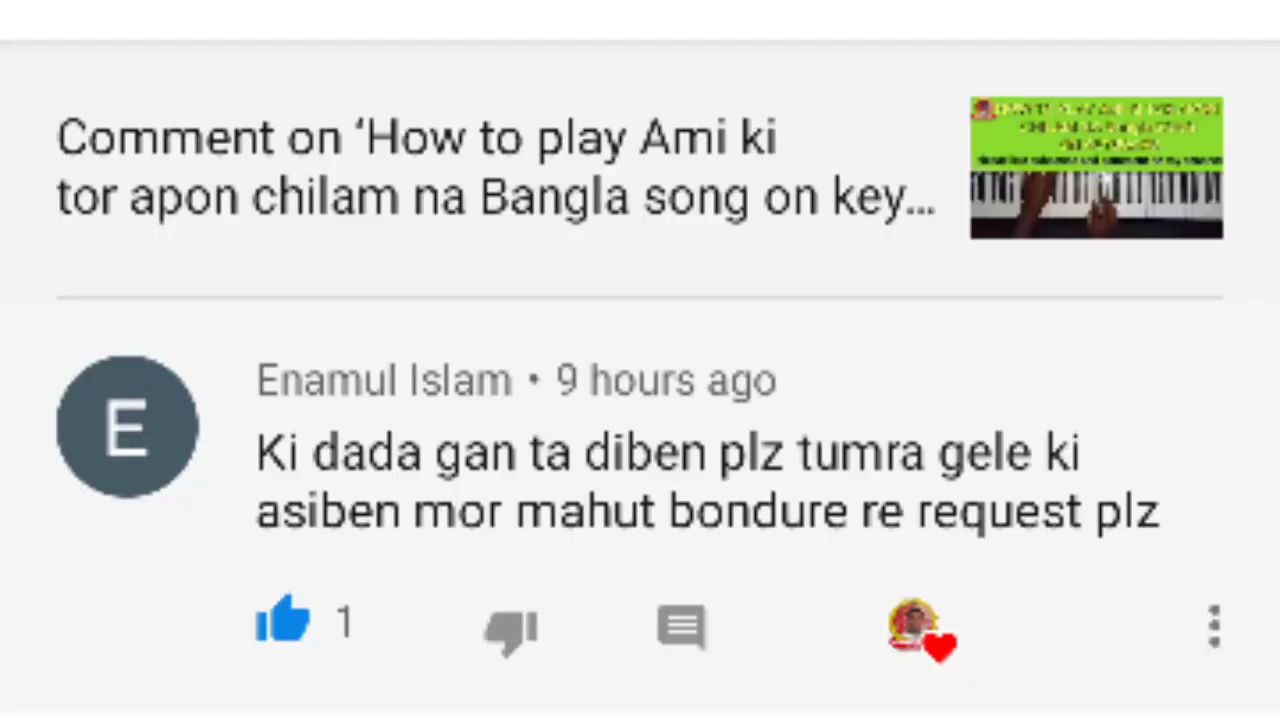 Comment on ‘How to play Ami ki
tor apon chilam na Bangla song on key...
E
Enamul Islam • 9 hours ago
Ki dada gan ta diben plz tumra gele ki
asiben mor mahut bondure re request plz
1